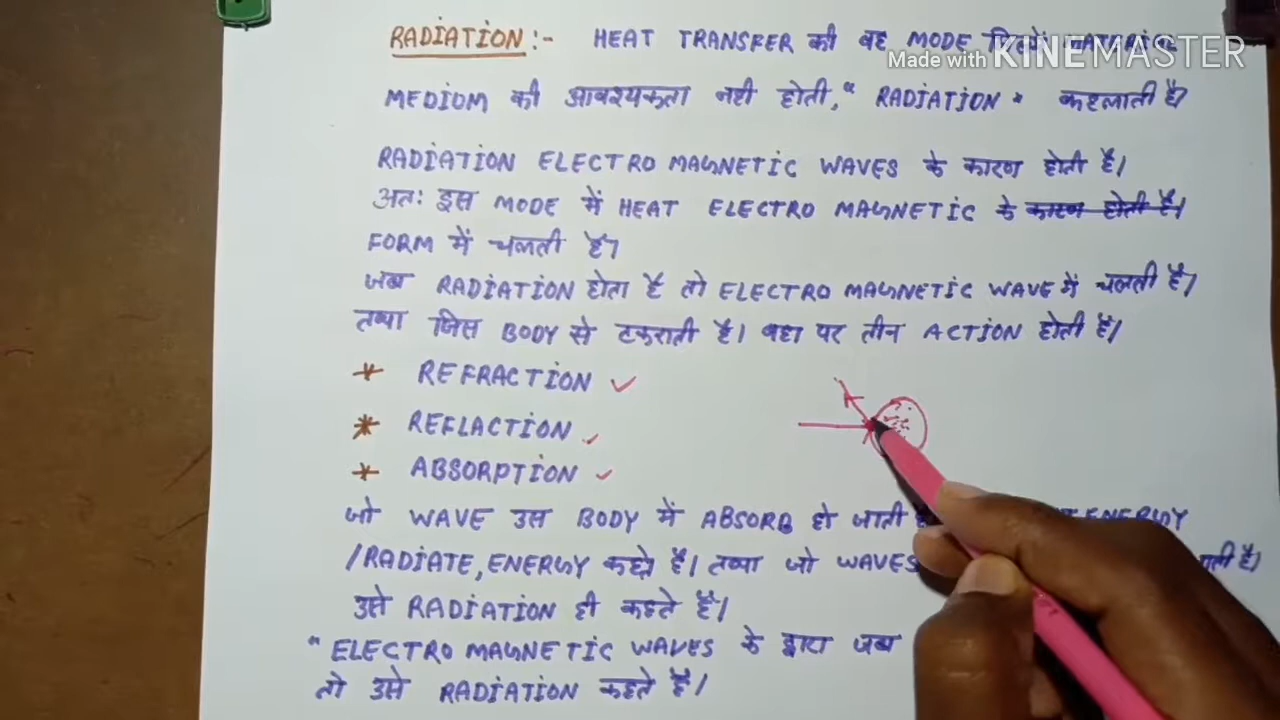 RADIATION :- HEAT TRANSFER की वह MODE
Made with KINEMASTER
MEDIOM की आवश्यकता नही होती, " RADIATION " कहलाती है।
RADIATION ELECTRO MAGNETIC WAVES के कारण होती है।
अतः इस MODE में HEAT ELECTRO MAGNETIC के कारण होती है।
FORM में चलती है।
जब RADIATION होता है तो ELECTRO MAGNETIC WAVE में चलती है।
तथा जिस BODY से टकराती है। वहा पर तीन ACTION होती है।
* REFRACTION ✓
* REFLACTION ✓
* ABSORPTION ✓
जो WAVE उस BODY में ABSORB हो जाती ENERGY
/RADIATE, ENERGY कहते है। तथा जो WAVES है।
उसे RADIATION ही कहते है।
" ELECTRO MAGNETIC WAVES के द्वारा जब
तो उसे RADIATION कहते है।